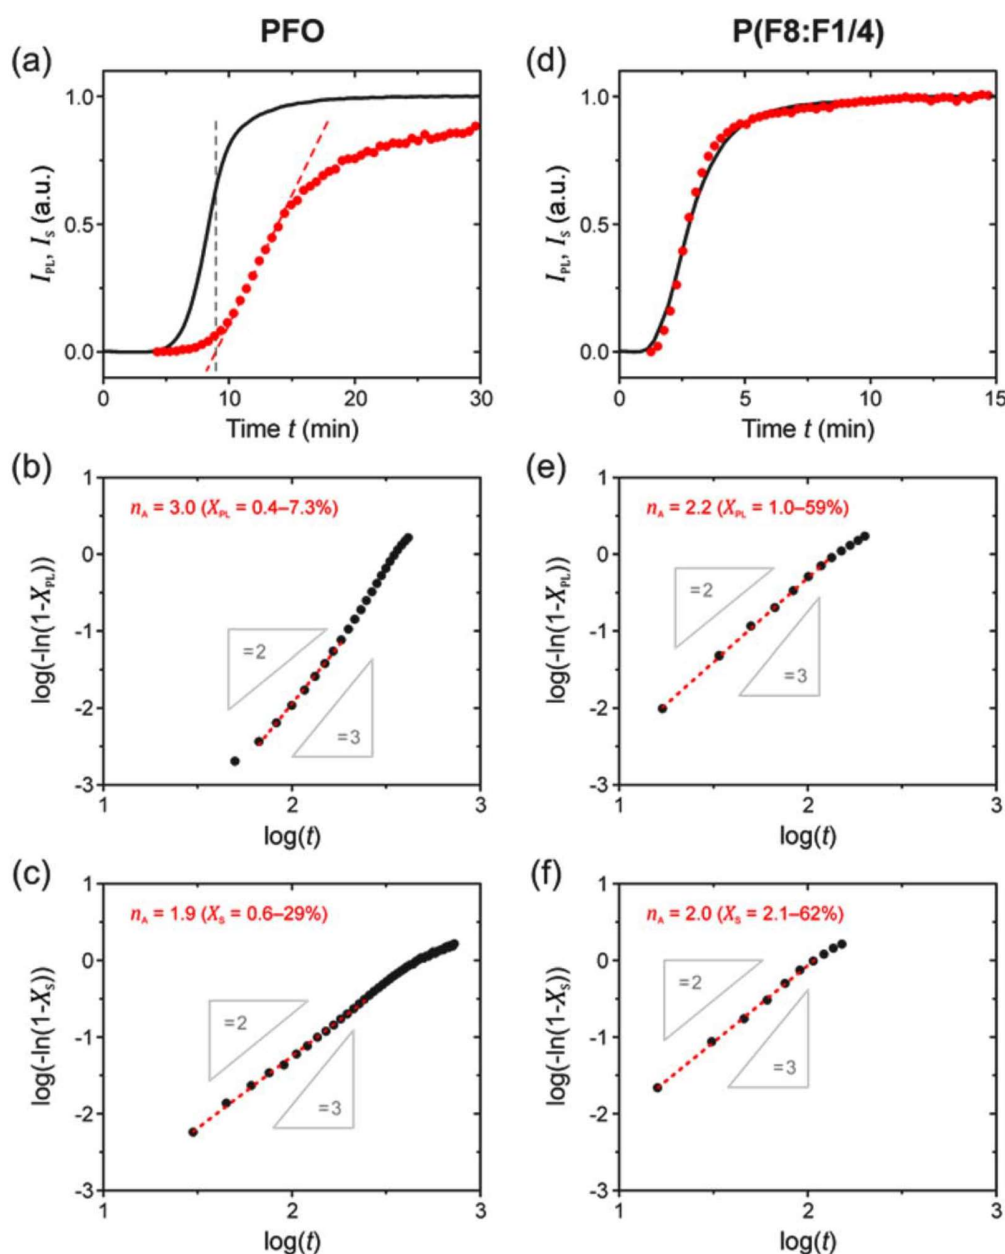 PFO
P(F8:F1/4)
(a)
1.0
0.5
0.0
I_PL, I_S (a.u.)
0
10
20
30
Time t (min)
(d)
1.0
0.5
0.0
I_PL, I_S (a.u.)
0
5
10
15
Time t (min)
(b)
n_A = 3.0 (X_PL = 0.4–7.3%)
=2
=3
1
0
-1
-2
-3
log(-ln(1-X_PL))
1
2
3
log(t)
(e)
n_A = 2.2 (X_PL = 1.0–59%)
=2
=3
1
0
-1
-2
-3
log(-ln(1-X_PL))
1
2
3
log(t)
(c)
n_A = 1.9 (X_S = 0.6–29%)
=2
=3
1
0
-1
-2
-3
log(-ln(1-X_S))
1
2
3
log(t)
(f)
n_A = 2.0 (X_S = 2.1–62%)
=2
=3
1
0
-1
-2
-3
log(-ln(1-X_S))
1
2
3
log(t)